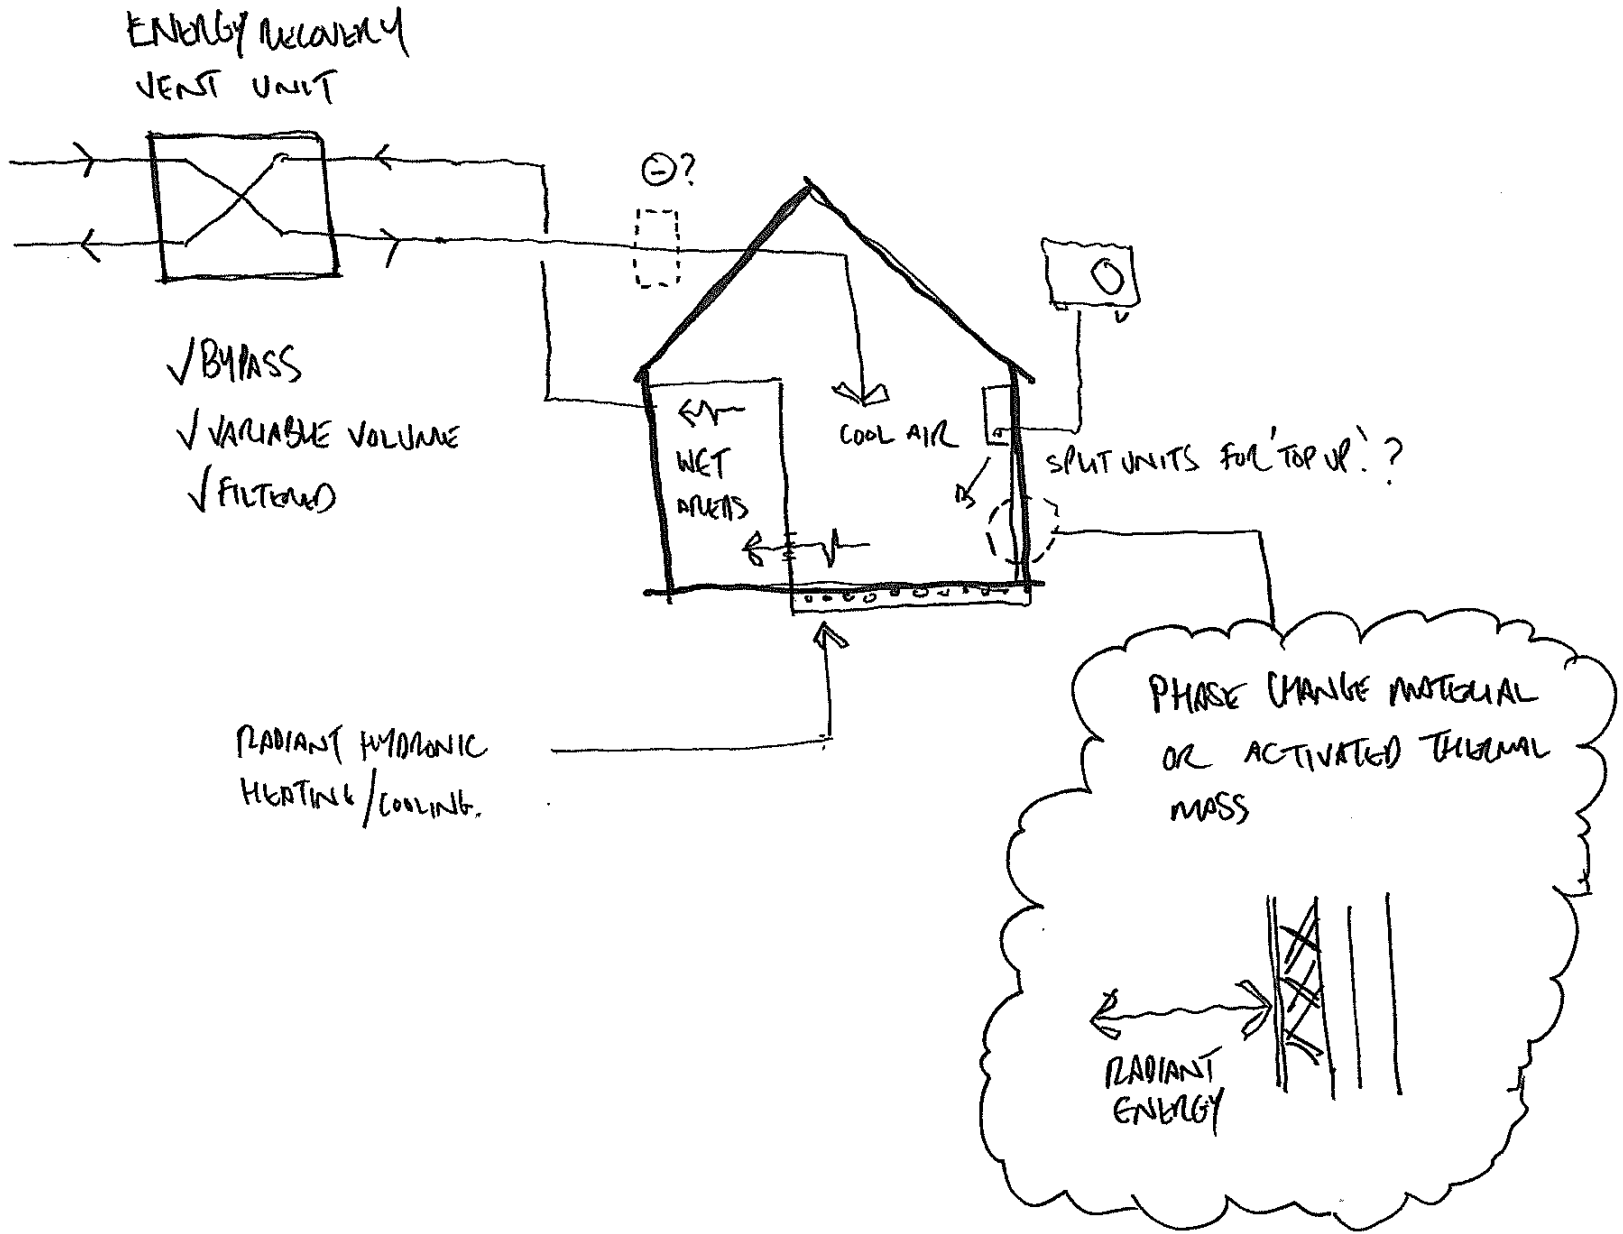 ENERGY RECOVERY
VENT UNIT
√ BYPASS
√ VARIABLE VOLUME
√ FILTERED
⊖?
COOL AIR
WET
AREAS
SPLIT UNITS FOR 'TOP UP'?
RADIANT HYDRONIC
HEATING/COOLING.
PHASE CHANGE MATERIAL
OR ACTIVATED THERMAL
MASS
RADIANT
ENERGY